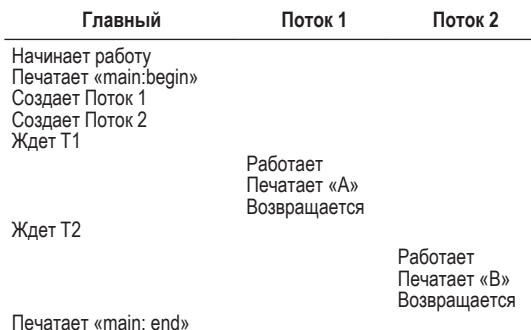 Главный Поток 1 Поток 2
Начинает работу
Печатает «main:begin»
Создает Поток 1
Создает Поток 2
Ждет T1
Работает
Печатает «A»
Возвращается
Ждет T2
Работает
Печатает «B»
Возвращается
Печатает «main: end»